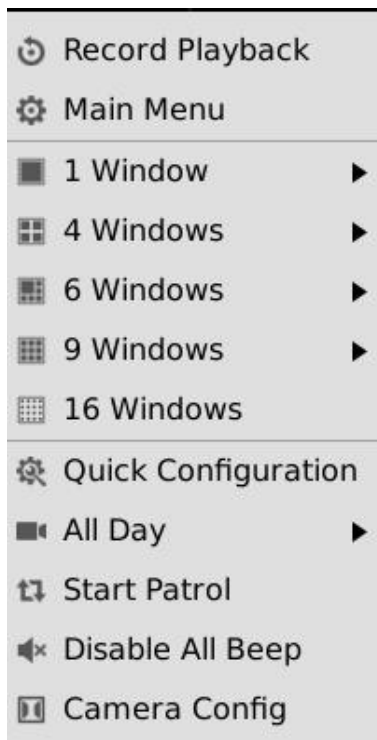 Record Playback
Main Menu
1 Window
4 Windows
6 Windows
9 Windows
16 Windows
Quick Configuration
All Day
Start Patrol
Disable All Beep
Camera Config